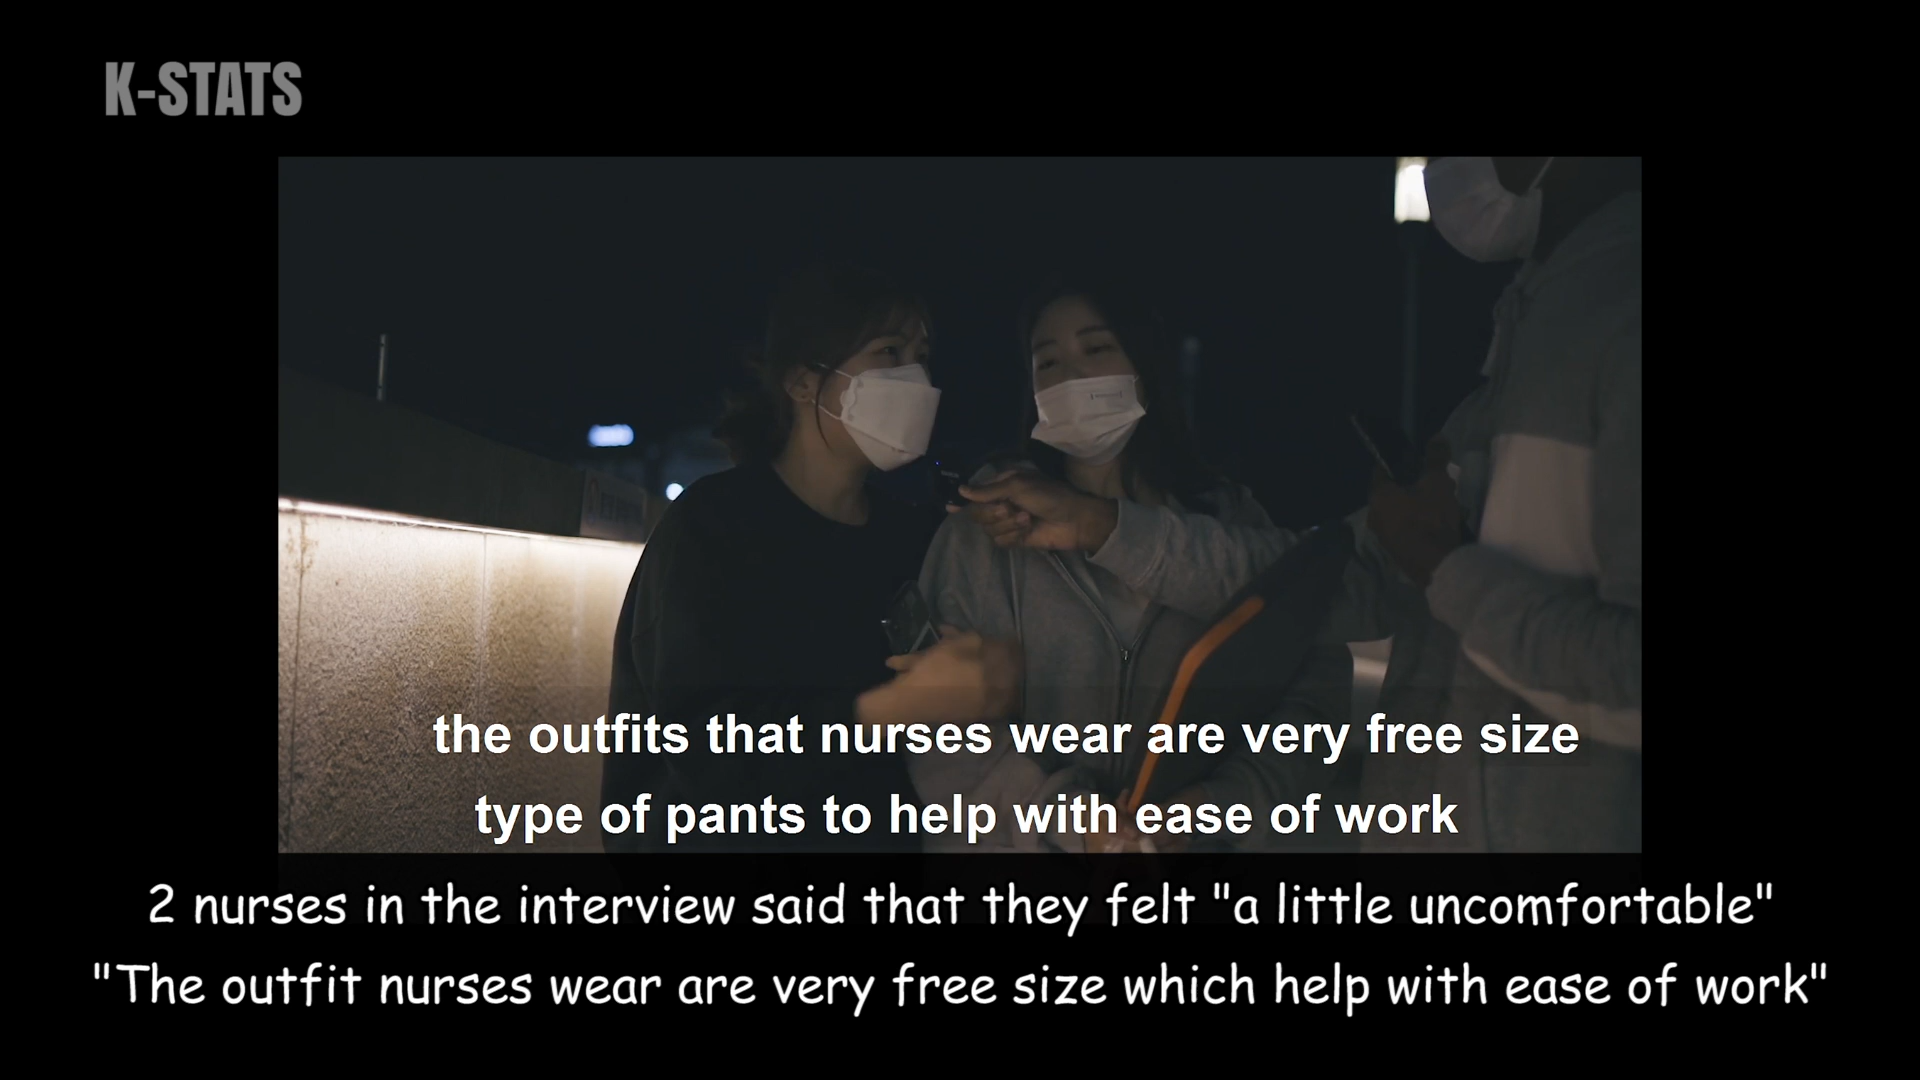 K-STATS
the outfits that nurses wear are very free size
type of pants to help with ease of work
2 nurses in the interview said that they felt "a little uncomfortable"
"The outfit nurses wear are very free size which help with ease of work"